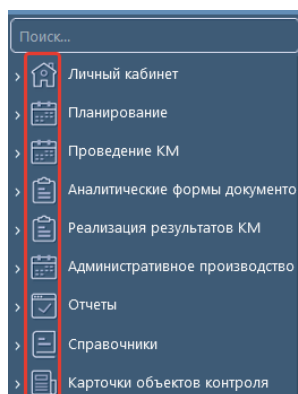 Поиск...
Личный кабинет
Планирование
Проведение КМ
Аналитические формы документо
Реализация результатов КМ
Административное производство
Отчеты
Справочники
Карточки объектов контроля